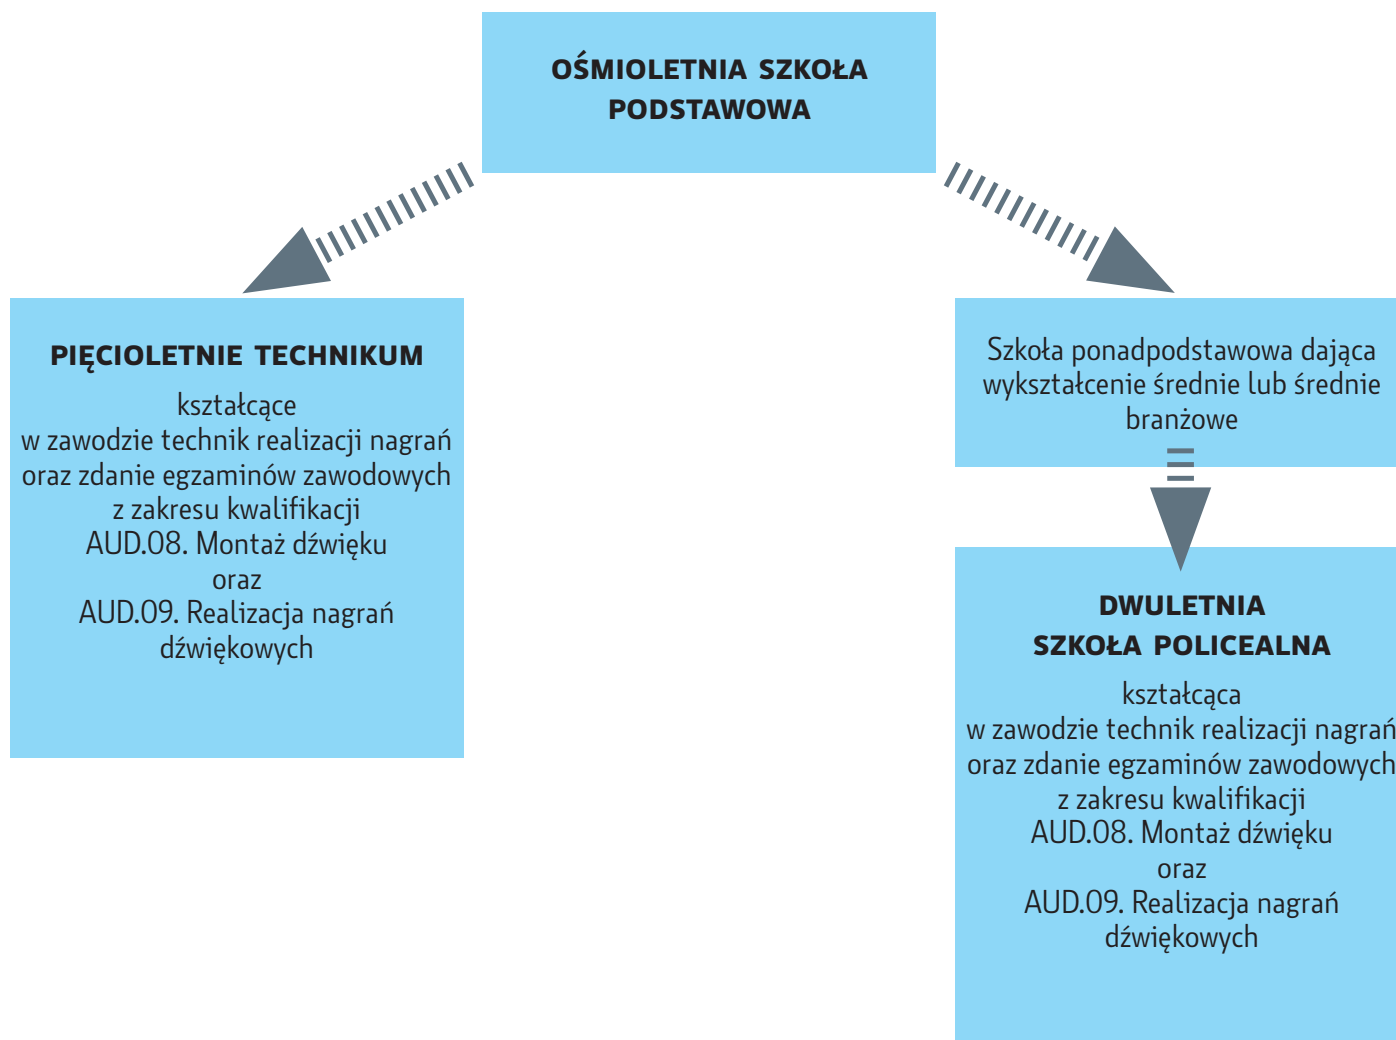 OŚMIOLETNIA SZKOŁA
PODSTAWOWA
PIĘCIOLETNIE TECHNIKUM
kształcące
w zawodzie technik realizacji nagrań
oraz zdanie egzaminów zawodowych
z zakresu kwalifikacji
AUD.08. Montaż dźwięku
oraz
AUD.09. Realizacja nagrań
dźwiękowych
Szkoła ponadpodstawowa dająca
wykształcenie średnie lub średnie
branżowe
DWULETNIA
SZKOŁA POLICEALNA
kształcąca
w zawodzie technik realizacji nagrań
oraz zdanie egzaminów zawodowych
z zakresu kwalifikacji
AUD.08. Montaż dźwięku
oraz
AUD.09. Realizacja nagrań
dźwiękowych